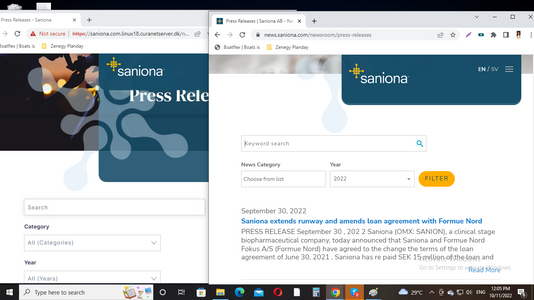 Press Releases - Saniona
Not secure | https://saniona.com.linux18.curanetserver.dk/n...
Boatflex | Boats
Zenegy Planday
saniona
Press Rele
Search
Category
All (Categories)
Year
All (Years)
Press Releases | Saniona AB - Ro
news.saniona.com/newsroom/press-releases
Boatflex | Boats & Zenegy Planday
saniona
EN / SV
Keyword search
News Category
Choose from list
Year
2022
FILTER
September 30, 2022
Saniona extends runway and amends loan agreement with Formue Nord
PRESS RELEASE September 30 , 202 2 Saniona (OMX: SANION), a clinical stage
biopharmaceutical company, today announced that Saniona and Formue Nord
Fokus A/S (Formue Nord) have agreed to the change the terms of the loan
agreement of June 30, 2021 . Saniona has re paid SEK 15 million of the loan and
Read More
Go to Settings to
Type here to search
29°C
12:05 PM
10/11/2022